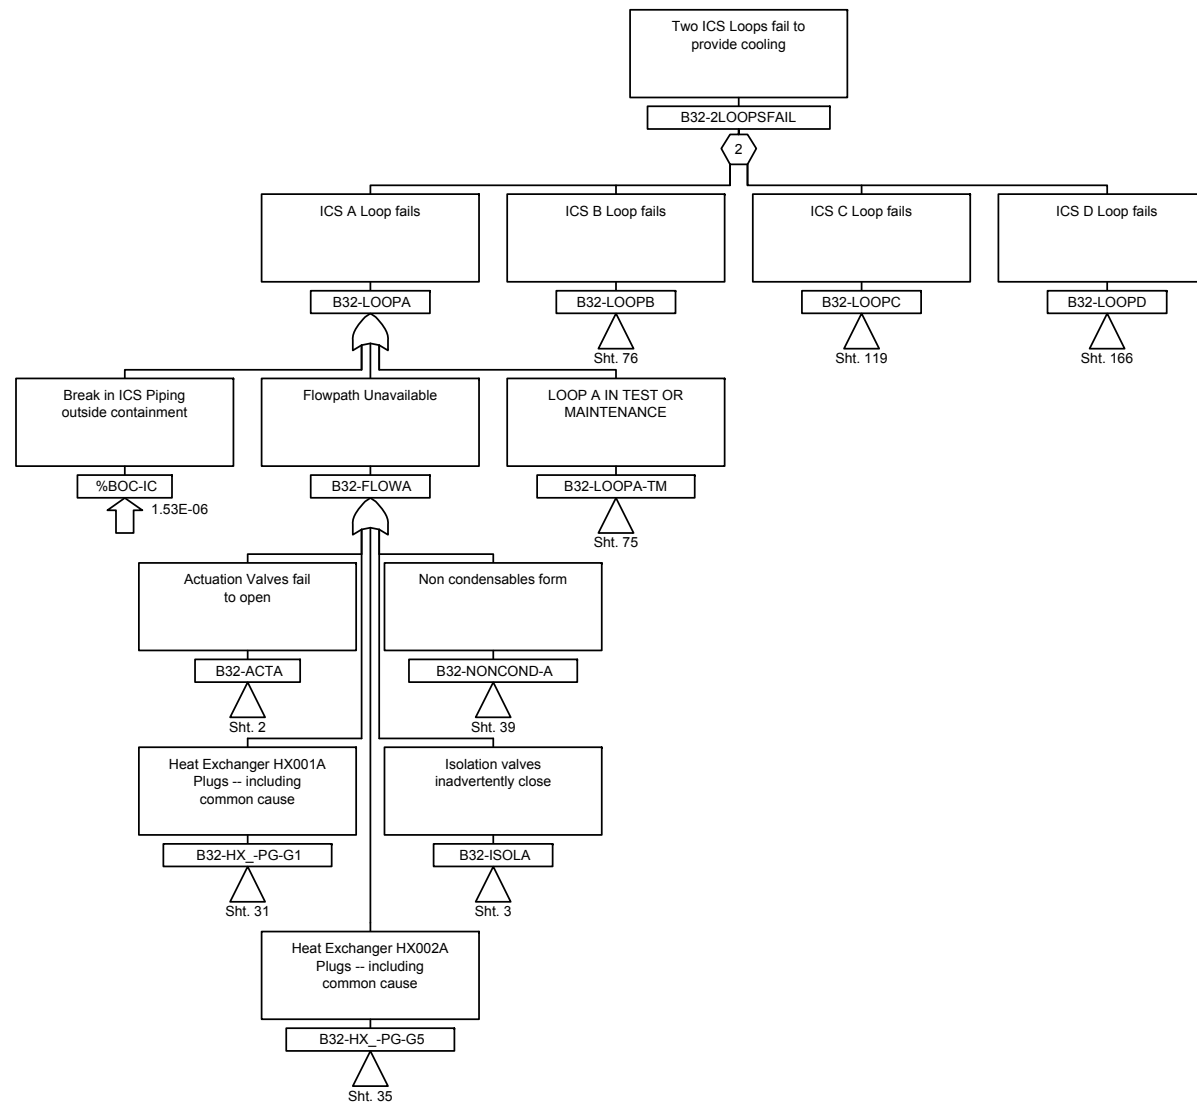 Two ICS Loops fail to
provide cooling
B32-2LOOPSFAIL
2
ICS A Loop fails
B32-LOOPA
ICS B Loop fails
B32-LOOPB
Sht. 76
ICS C Loop fails
B32-LOOPC
Sht. 119
ICS D Loop fails
B32-LOOPD
Sht. 166
Break in ICS Piping
outside containment
%BOC-IC
1.53E-06
Flowpath Unavailable
B32-FLOWA
LOOP A IN TEST OR
MAINTENANCE
B32-LOOPA-TM
Sht. 75
Actuation Valves fail
to open
B32-ACTA
Sht. 2
Non condensables form
B32-NONCOND-A
Sht. 39
Heat Exchanger HX001A
Plugs -- including
common cause
B32-HX_-PG-G1
Sht. 31
Isolation valves
inadvertently close
B32-ISOLA
Sht. 3
Heat Exchanger HX002A
Plugs -- including
common cause
B32-HX_-PG-G5
Sht. 35